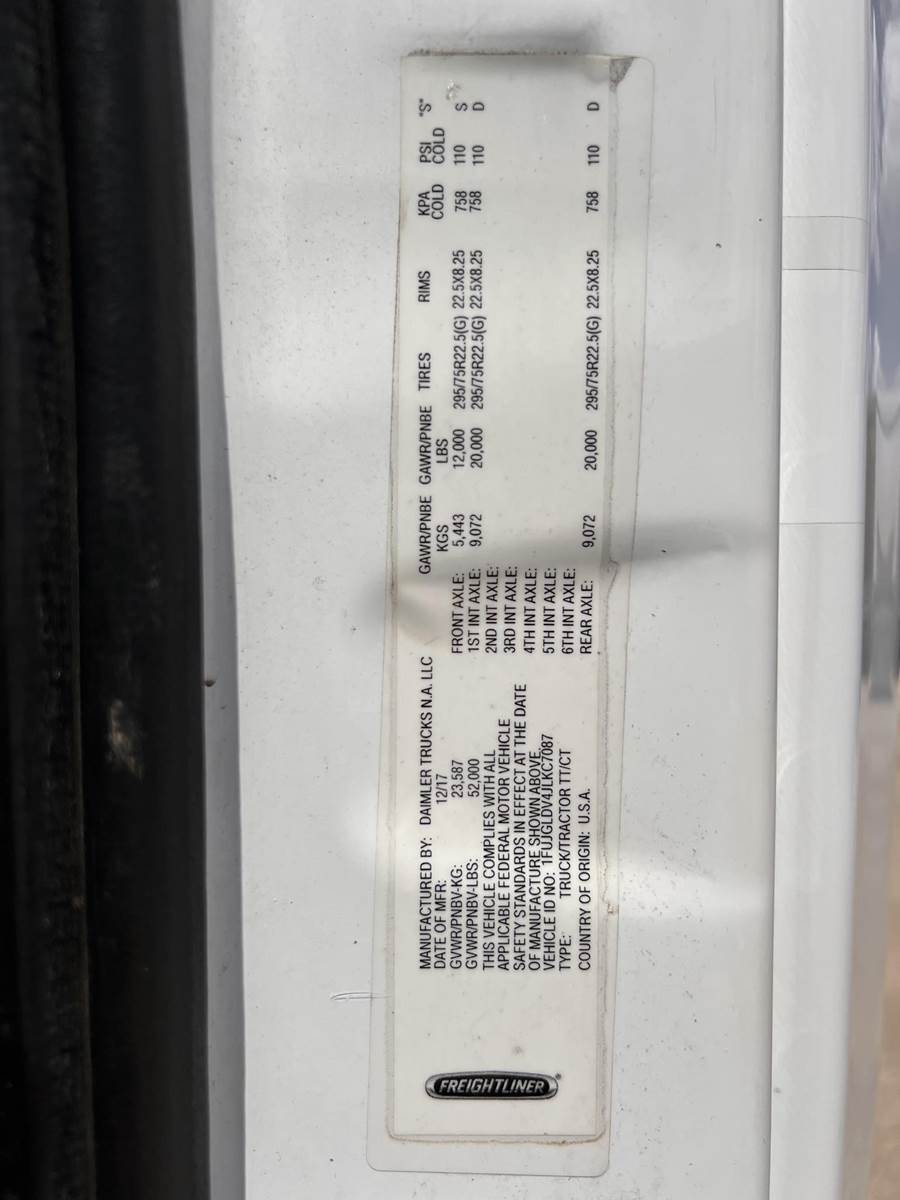 FREIGHTLINER
MANUFACTURED BY: DAIMLER TRUCKS N.A. LLC
DATE OF MFR: 12/17
GVWR/PNBV-KG: 23,587
GVWR/PNBV-LBS: 52,000
THIS VEHICLE COMPLIES WITH ALL
APPLICABLE FEDERAL MOTOR VEHICLE
SAFETY STANDARDS IN EFFECT AT THE DATE
OF MANUFACTURE SHOWN ABOVE.
VEHICLE ID NO: 1FUJGLDV4JLKC7087
TYPE: TRUCK/TRACTOR TT/CT
COUNTRY OF ORIGIN: U.S.A.
GAWR/PNBE GAWR/PNBE TIRES RIMS KPA PSI "S"
KGS LBS COLD COLD
FRONT AXLE: 5,443 12,000 295/75R22.5(G) 22.5X8.25 758 110 S
1ST INT AXLE: 9,072 20,000 295/75R22.5(G) 22.5X8.25 758 110 D
2ND INT AXLE:
3RD INT AXLE:
4TH INT AXLE:
5TH INT AXLE:
6TH INT AXLE:
REAR AXLE: 9,072 20,000 295/75R22.5(G) 22.5X8.25 758 110 D